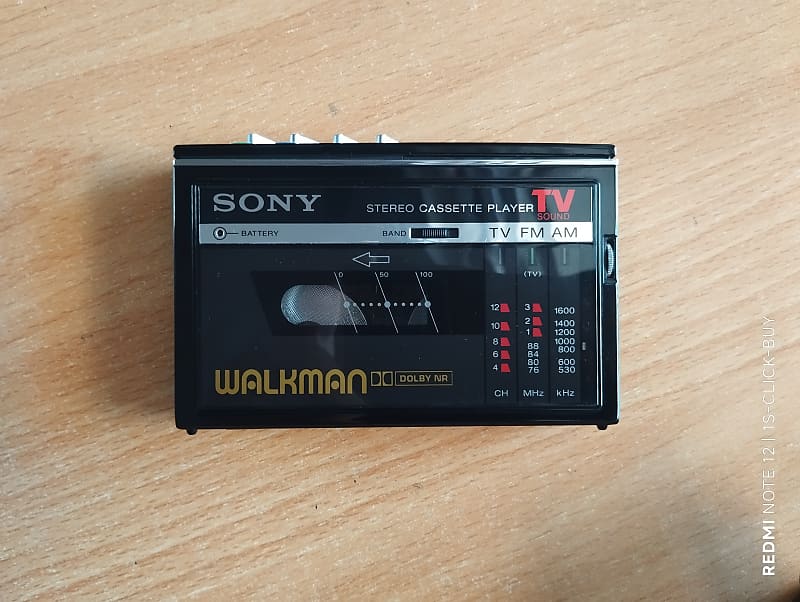 SONY
STEREO CASSETTE PLAYER TV
SOUND
BATTERY BAND TV FM AM
(TV)
0 50 100
12 3 1600
10 2 1400
1 1200
8 88 1000
84 800
6 80 600
4 76 530
WALKMAN DOLBY NR
CH MHz kHz
REDMI NOTE 12 | 1S-CLICK-BUY